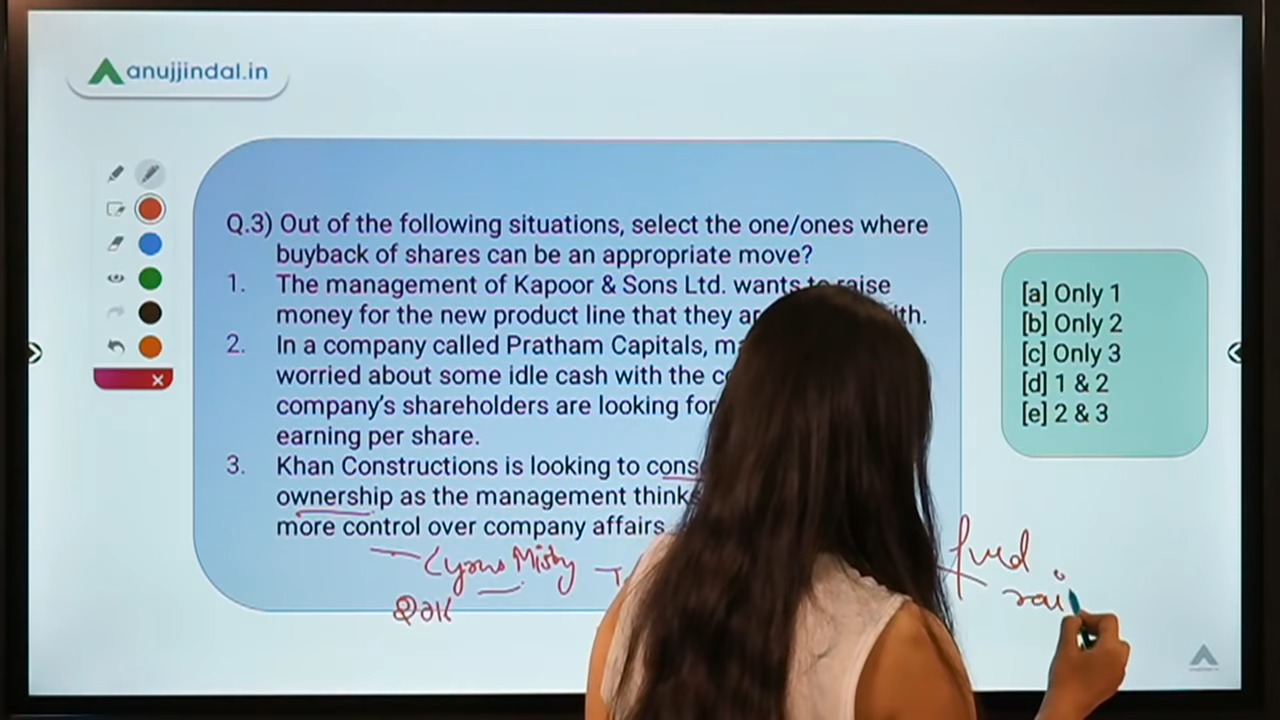 anujjindal.in
Q.3) Out of the following situations, select the one/ones where
buyback of shares can be an appropriate move?
1. The management of Kapoor & Sons Ltd. wants to raise
money for the new product line that they
2. In a company called Pratham Capitals,
worried about some idle cash with the
company's shareholders are looking for
earning per share.
3. Khan Constructions is looking to
ownership as the management thinks
more control over company affairs
[a] Only 1
[b] Only 2
[c] Only 3
[d] 1 & 2
[e] 2 & 3
fund
rai